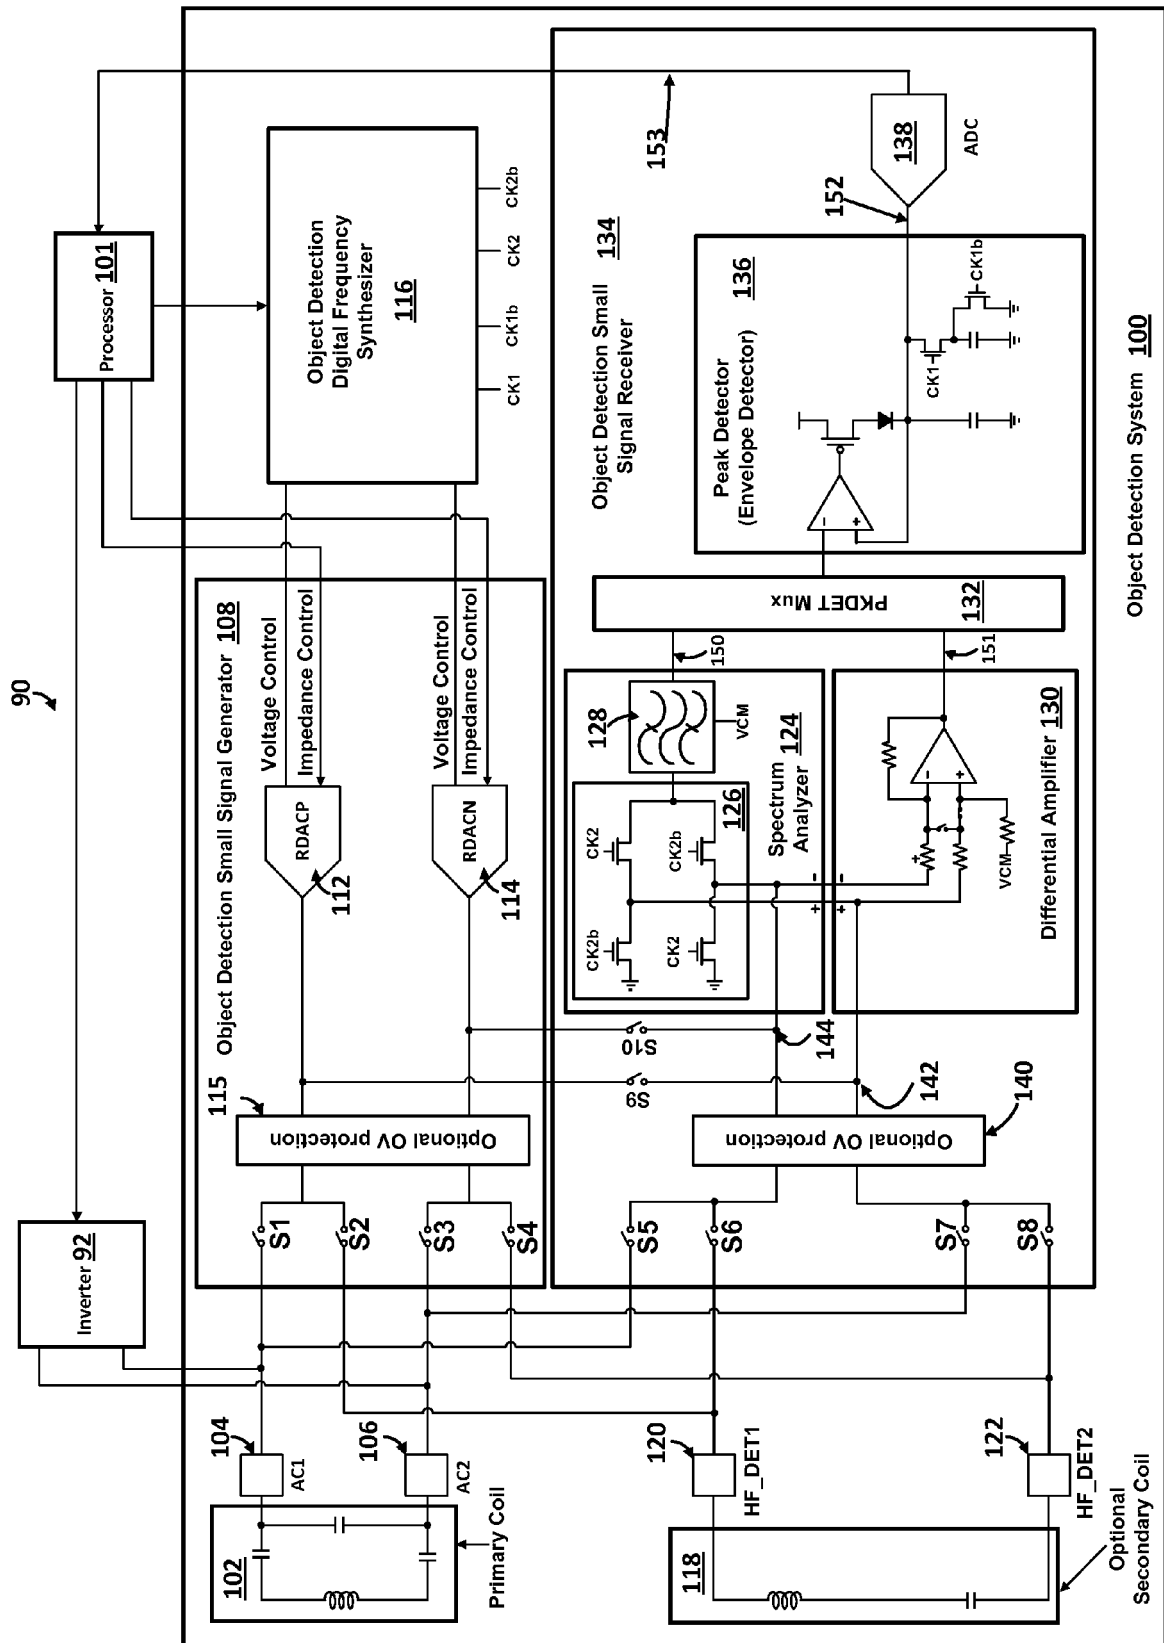 90
Inverter 92
Processor 101
Object Detection System 100
Object Detection Small Signal Generator 108
Object Detection
Digital Frequency
Synthesizer
116
CK1
CK1b
CK2
CK2b
Voltage Control
Impedance Control
Voltage Control
Impedance Control
RDACP
112
RDACN
114
115
Optional OV protection
S1
S2
S3
S4
S5
S6
S7
S8
S9
S10
104
AC1
106
AC2
102
Primary Coil
118
Optional
Secondary Coil
120
HF_DET1
122
HF_DET2
Object Detection Small
Signal Receiver
134
Optional OV protection
140
142
144
CK2b
CK2
CK2
CK2b
126
128
VCM
Spectrum
Analyzer
124
+
-
+
-
+
-
+
VCM
Differential Amplifier 130
150
151
PKDET Mux
132
Peak Detector
(Envelope Detector)
136
-
+
CK1
CK1b
152
138
ADC
153